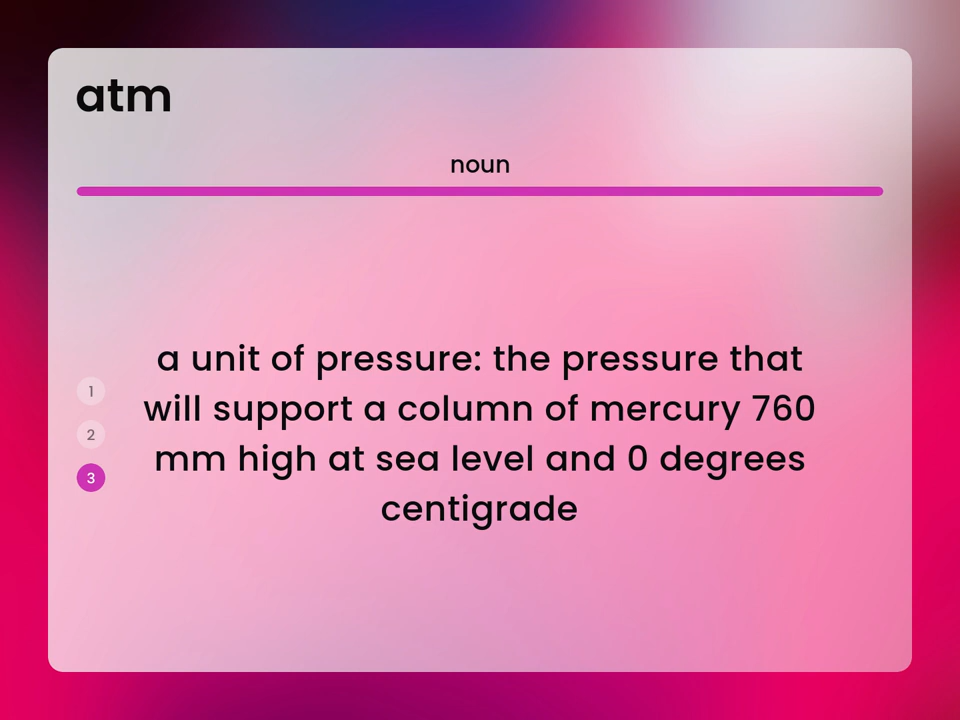 atm
noun
a unit of pressure: the pressure that
will support a column of mercury 760
mm high at sea level and 0 degrees
centigrade
1
2
3